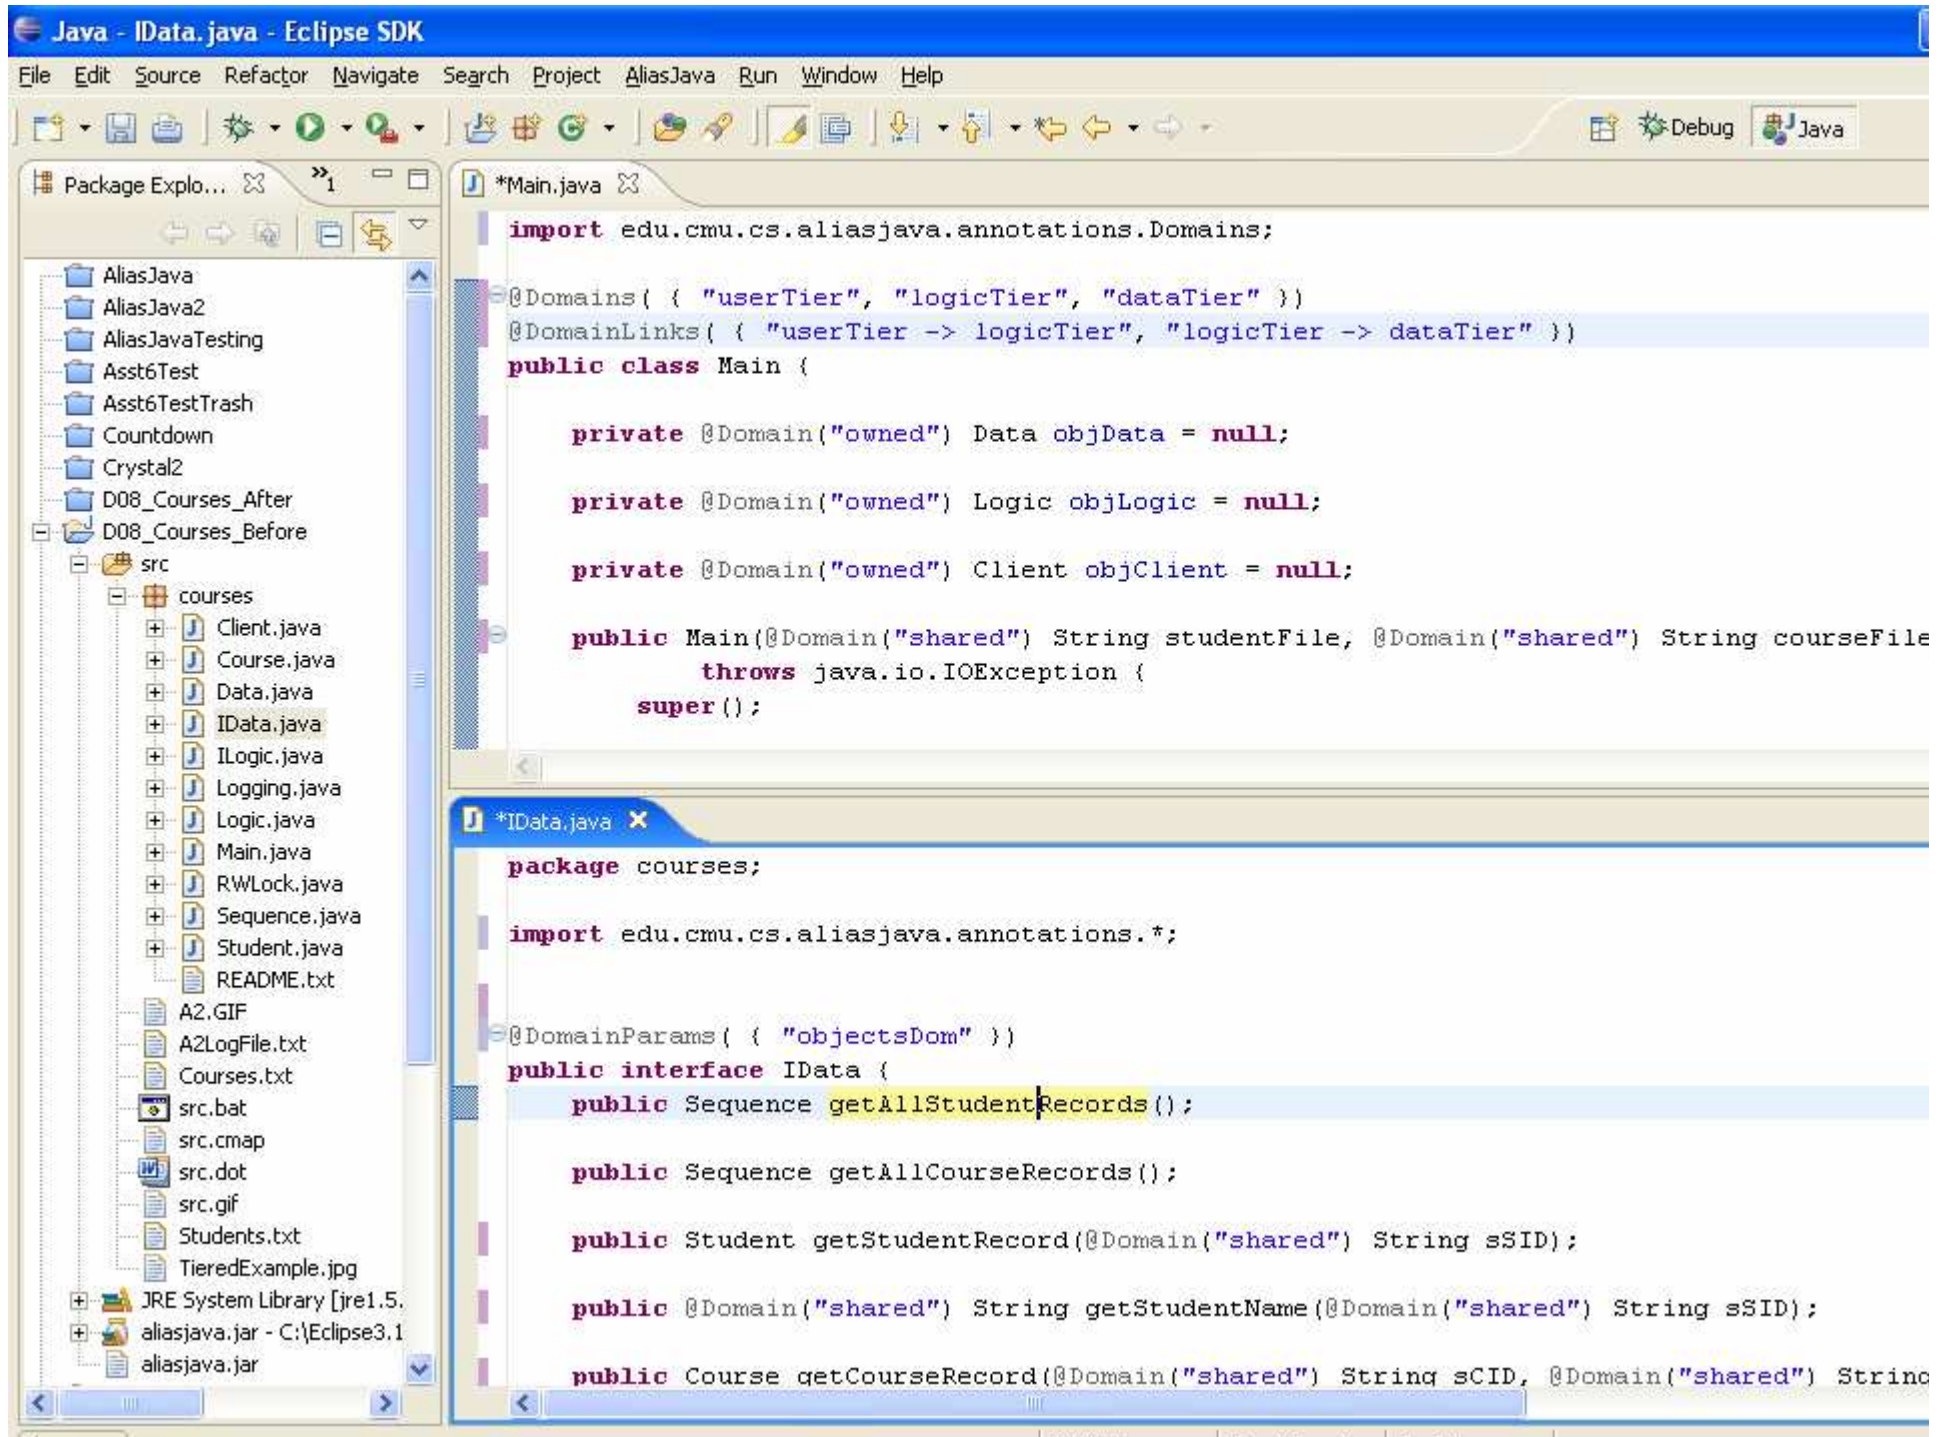 Java - IData.java - Eclipse SDK
File Edit Source Refactor Navigate Search Project AliasJava Run Window Help
Debug Java
Package Explo... »1
AliasJava
AliasJava2
AliasJavaTesting
Asst6Test
Asst6TestTrash
Countdown
Crystal2
D08_Courses_After
D08_Courses_Before
src
courses
Client.java
Course.java
Data.java
IData.java
ILogic.java
Logging.java
Logic.java
Main.java
RWLock.java
Sequence.java
Student.java
README.txt
A2.GIF
A2LogFile.txt
Courses.txt
src.bat
src.cmap
src.dot
src.gif
Students.txt
TieredExample.jpg
JRE System Library [jre1.5.
aliasjava.jar - C:\Eclipse3.1
aliasjava.jar
*Main.java
import edu.cmu.cs.aliasjava.annotations.Domains;
@Domains( { "userTier", "logicTier", "dataTier" })
@DomainLinks( { "userTier -> logicTier", "logicTier -> dataTier" })
public class Main {
private @Domain("owned") Data objData = null;
private @Domain("owned") Logic objLogic = null;
private @Domain("owned") Client objClient = null;
public Main(@Domain("shared") String studentFile, @Domain("shared") String courseFile
throws java.io.IOException {
super();
*IData.java
package courses;
import edu.cmu.cs.aliasjava.annotations.*;
@DomainParams( { "objectsDom" })
public interface IData {
public Sequence getAllStudentRecords();
public Sequence getAllCourseRecords();
public Student getStudentRecord(@Domain("shared") String sSID);
public @Domain("shared") String getStudentName(@Domain("shared") String sSID);
public Course getCourseRecord(@Domain("shared") String sCID, @Domain("shared") String